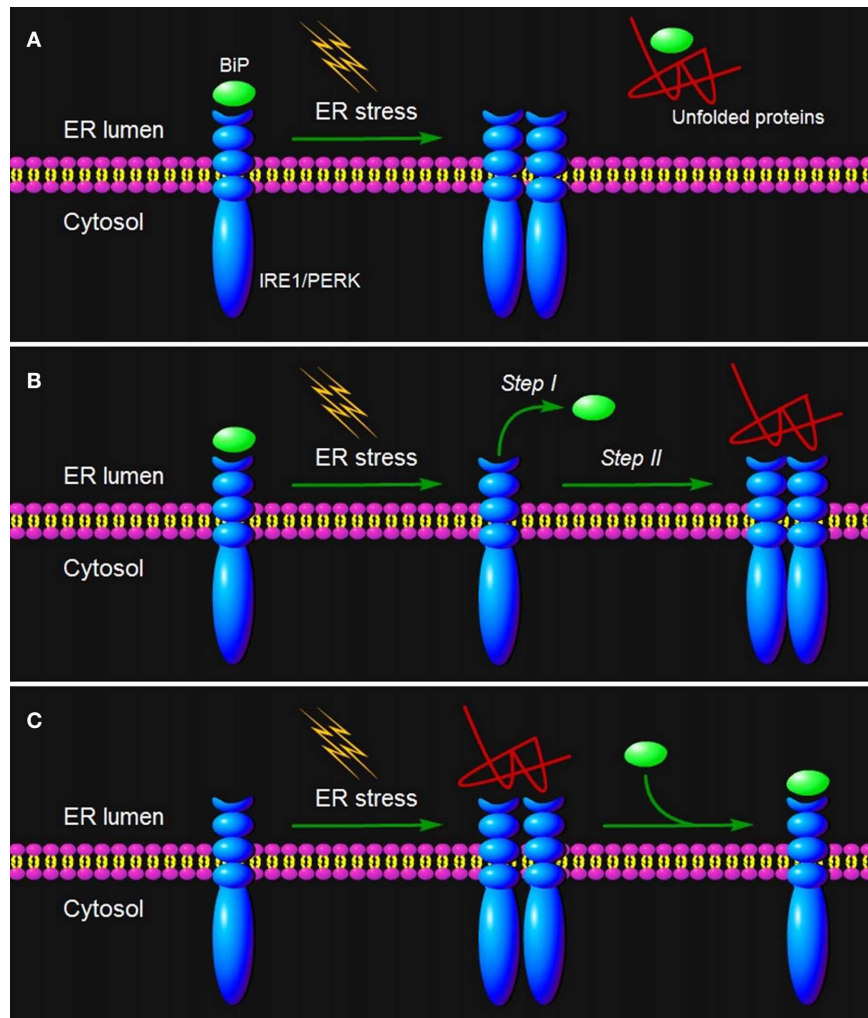 A
BiP
ER stress
Unfolded proteins
ER lumen
Cytosol
IRE1/PERK
B
Step I
ER stress
Step II
ER lumen
Cytosol
C
ER stress
ER lumen
Cytosol